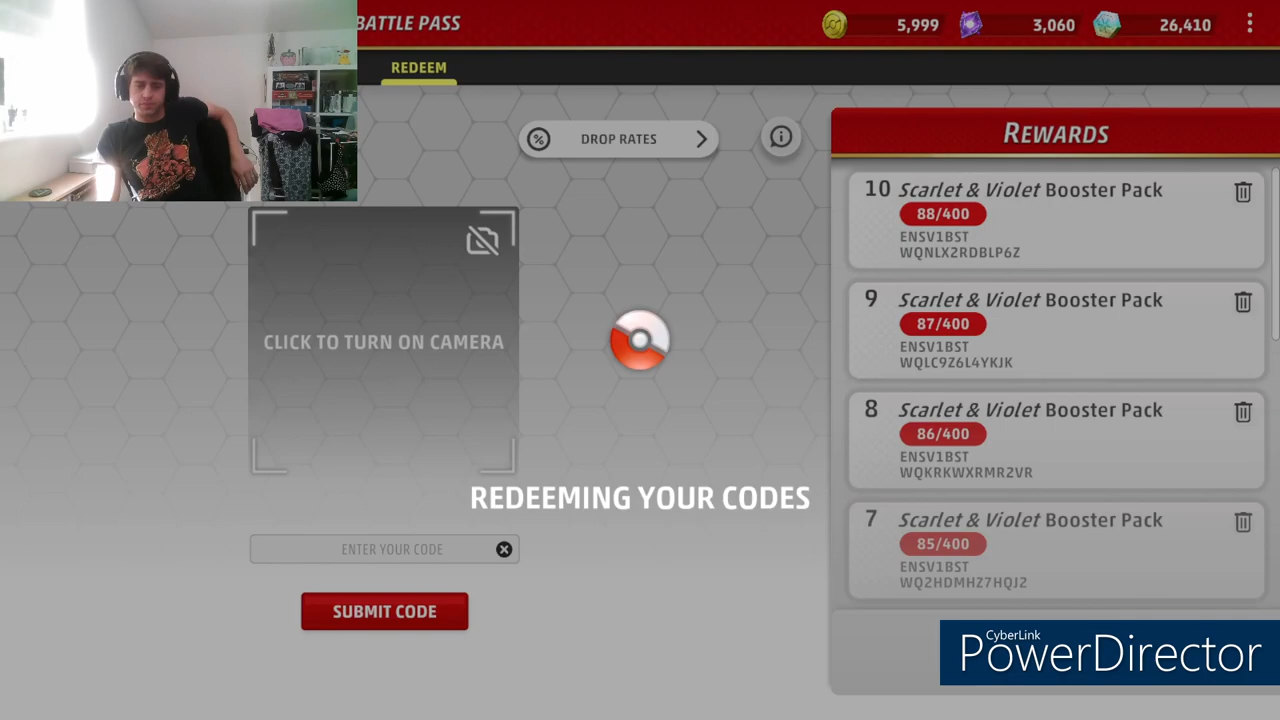 BATTLE PASS
5,999
3,060
26,410
REDEEM
DROP RATES
REWARDS
10 Scarlet & Violet Booster Pack
88/400
ENSV1BST
WQNLX2RDBLP6Z
9 Scarlet & Violet Booster Pack
87/400
ENSV1BST
WQLC9Z6L4YKJK
CLICK TO TURN ON CAMERA
8 Scarlet & Violet Booster Pack
86/400
ENSV1BST
WQKRKWXRMR2VR
REDEEMING YOUR CODES
7 Scarlet & Violet Booster Pack
85/400
ENSV1BST
WQ2HDMHZ7HQJ2
ENTER YOUR CODE
SUBMIT CODE
CyberLink
PowerDirector